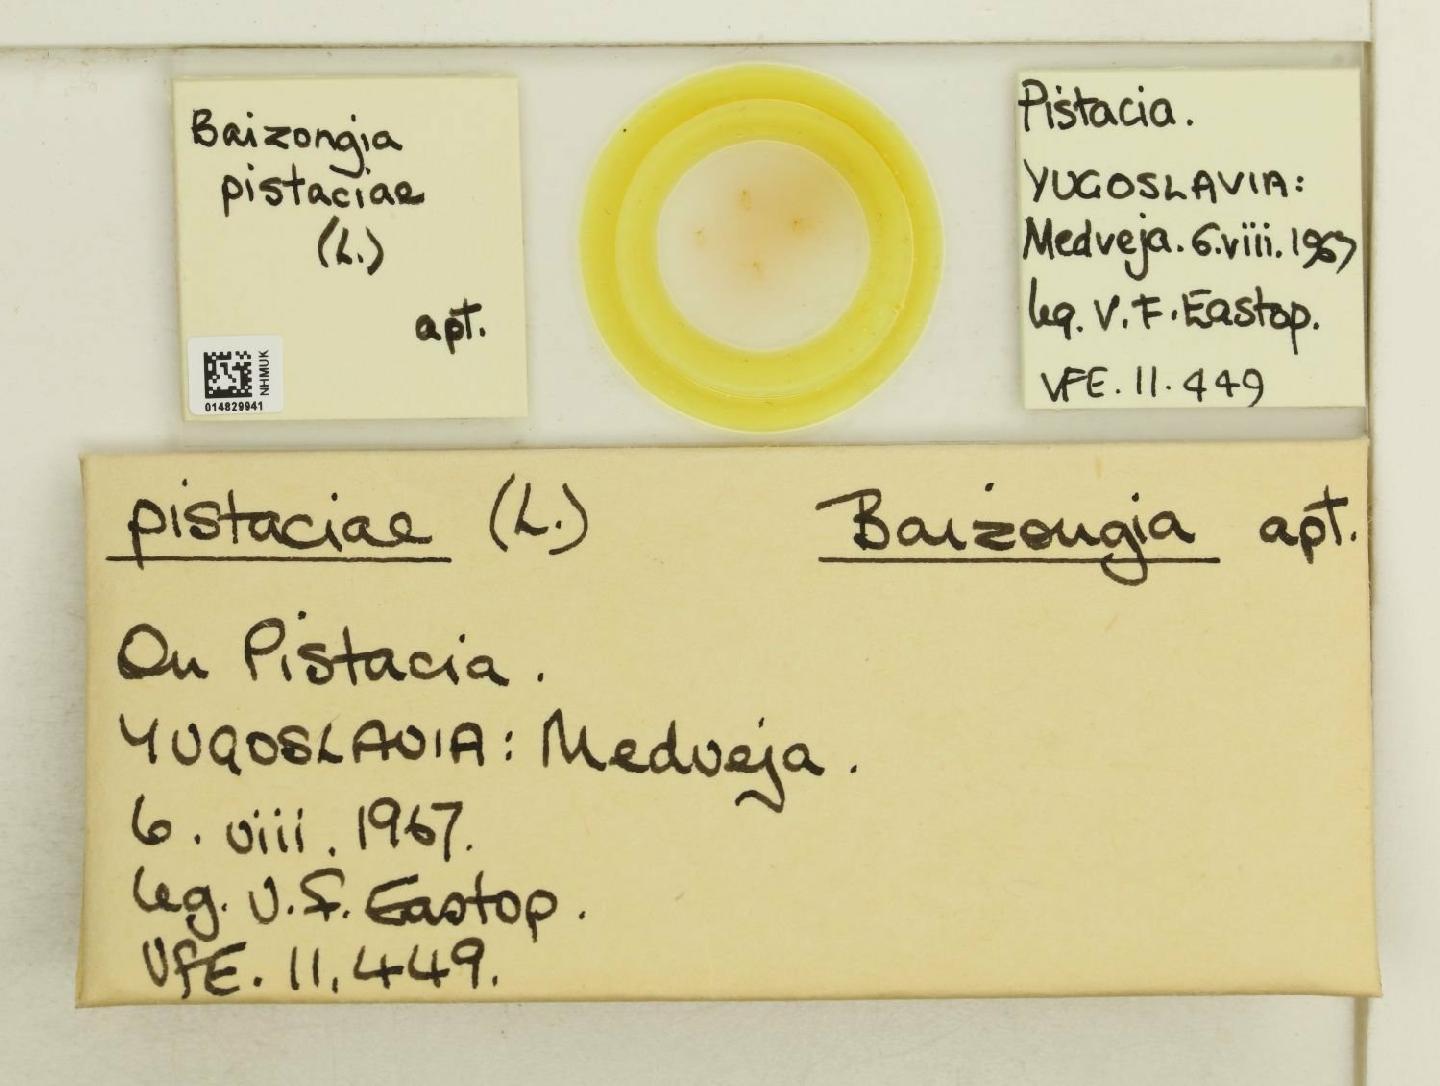 Baizongia
pistaciae
(L.)
apt.
NHMUK
014829941
Pistacia.
YUGOSLAVIA:
Medveja. 6.viii.1967
leg. V.F. Eastop.
VFE. 11. 449
pistaciae (L.) Baizongia apt.
On Pistacia.
YUGOSLAVIA: Medveja.
6. viii. 1967.
leg. V.F. Eastop.
VFE. 11. 449.